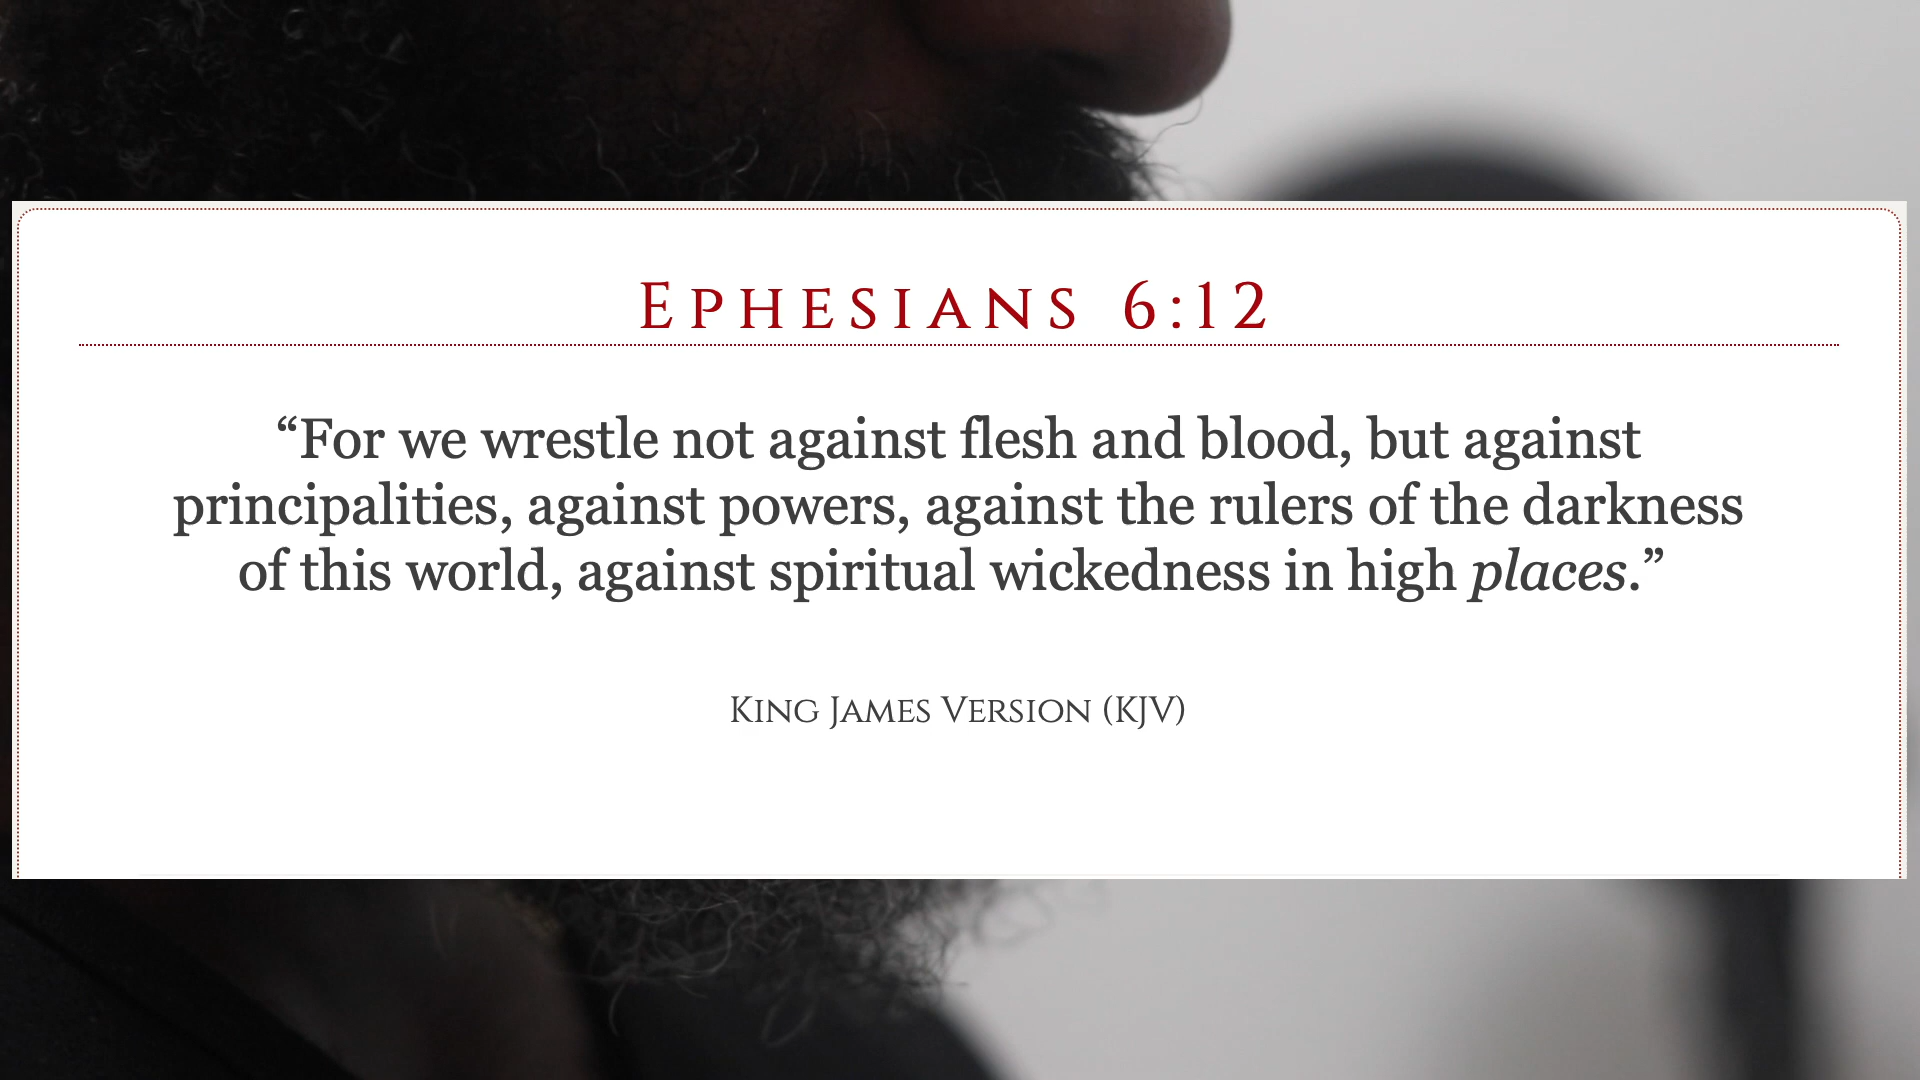 Ephesians 6:12
“For we wrestle not against flesh and blood, but against
principalities, against powers, against the rulers of the darkness
of this world, against spiritual wickedness in high places.”
King James Version (KJV)